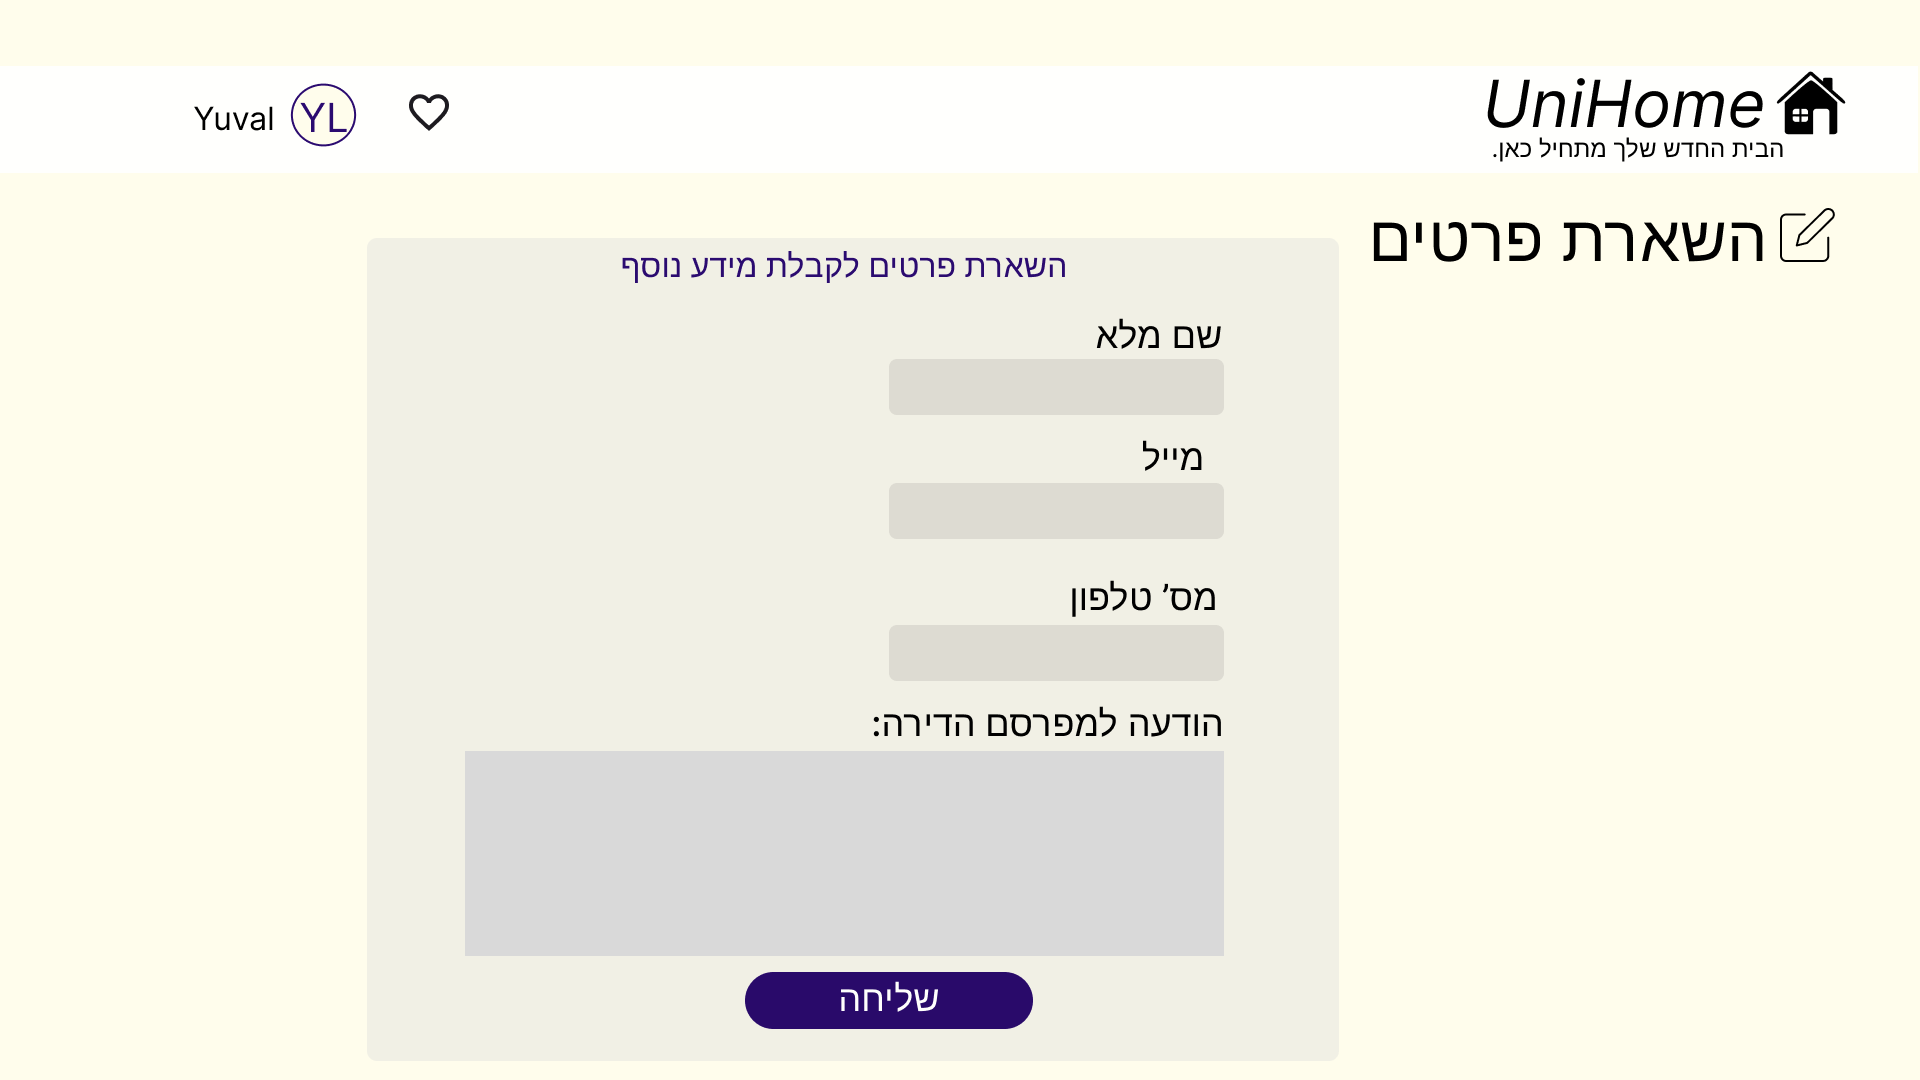 UniHome
הבית החדש שלך מתחיל כאן.
YL
Yuval
השארת פרטים
השארת פרטים לקבלת מידע נוסף
שם מלא
מייל
מס’ טלפון
הודעה למפרסם הדירה:
שליחה